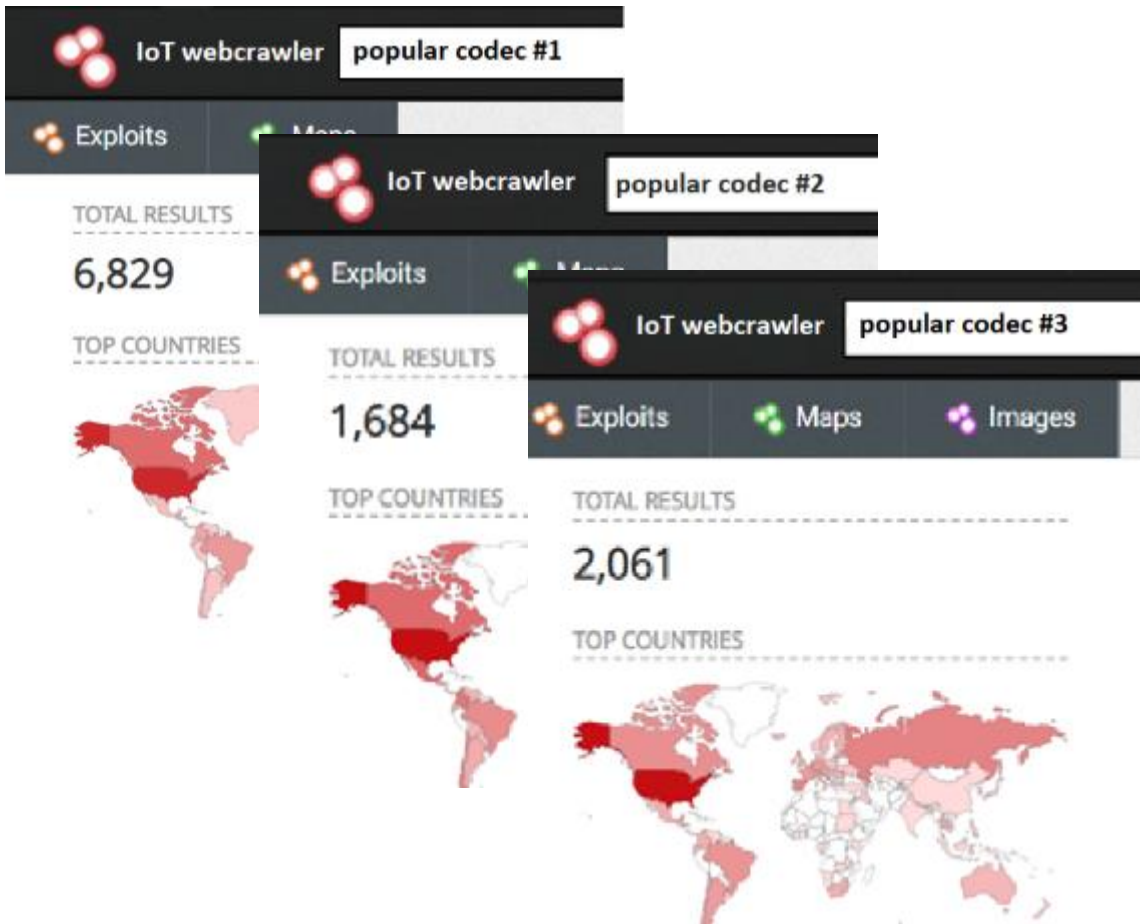 IoT webcrawler popular codec #1
Exploits Maps
TOTAL RESULTS
6,829
TOP COUNTRIES
IoT webcrawler popular codec #2
Exploits Maps
TOTAL RESULTS
1,684
TOP COUNTRIES
IoT webcrawler popular codec #3
Exploits Maps Images
TOTAL RESULTS
2,061
TOP COUNTRIES